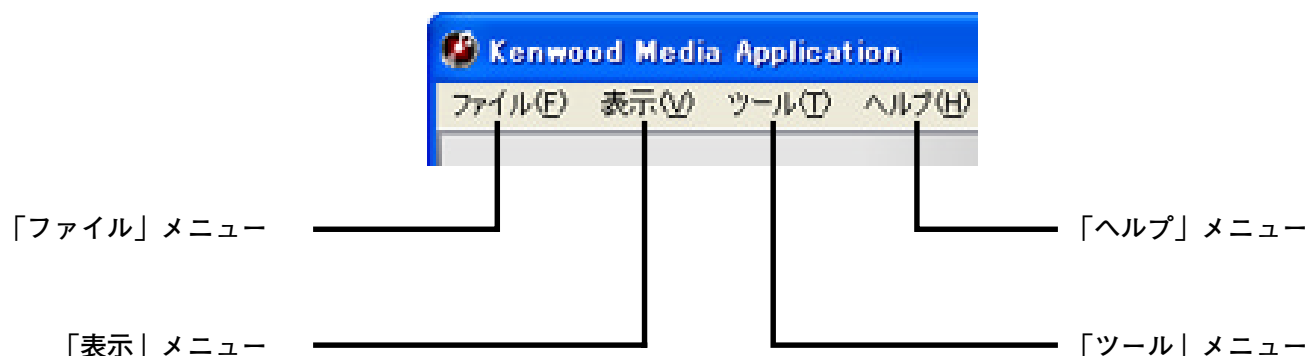 Kenwood Media Application
ファイル(F) 表示(V) ツール(T) ヘルプ(H)
「ファイル」メニュー
「ヘルプ」メニュー
「表示」メニュー
「ツール」メニュー